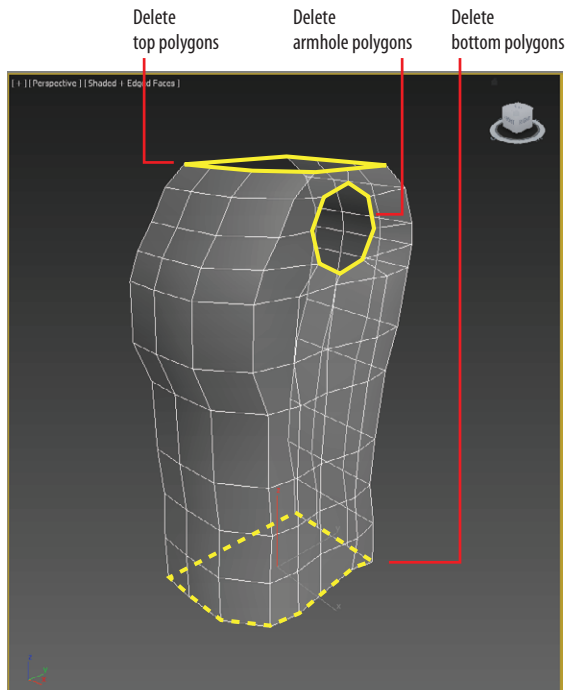 Delete
top polygons
Delete
armhole polygons
Delete
bottom polygons
[ + ] [ Perspective ] [ Shaded + Edged Faces ]
x
z
y
x